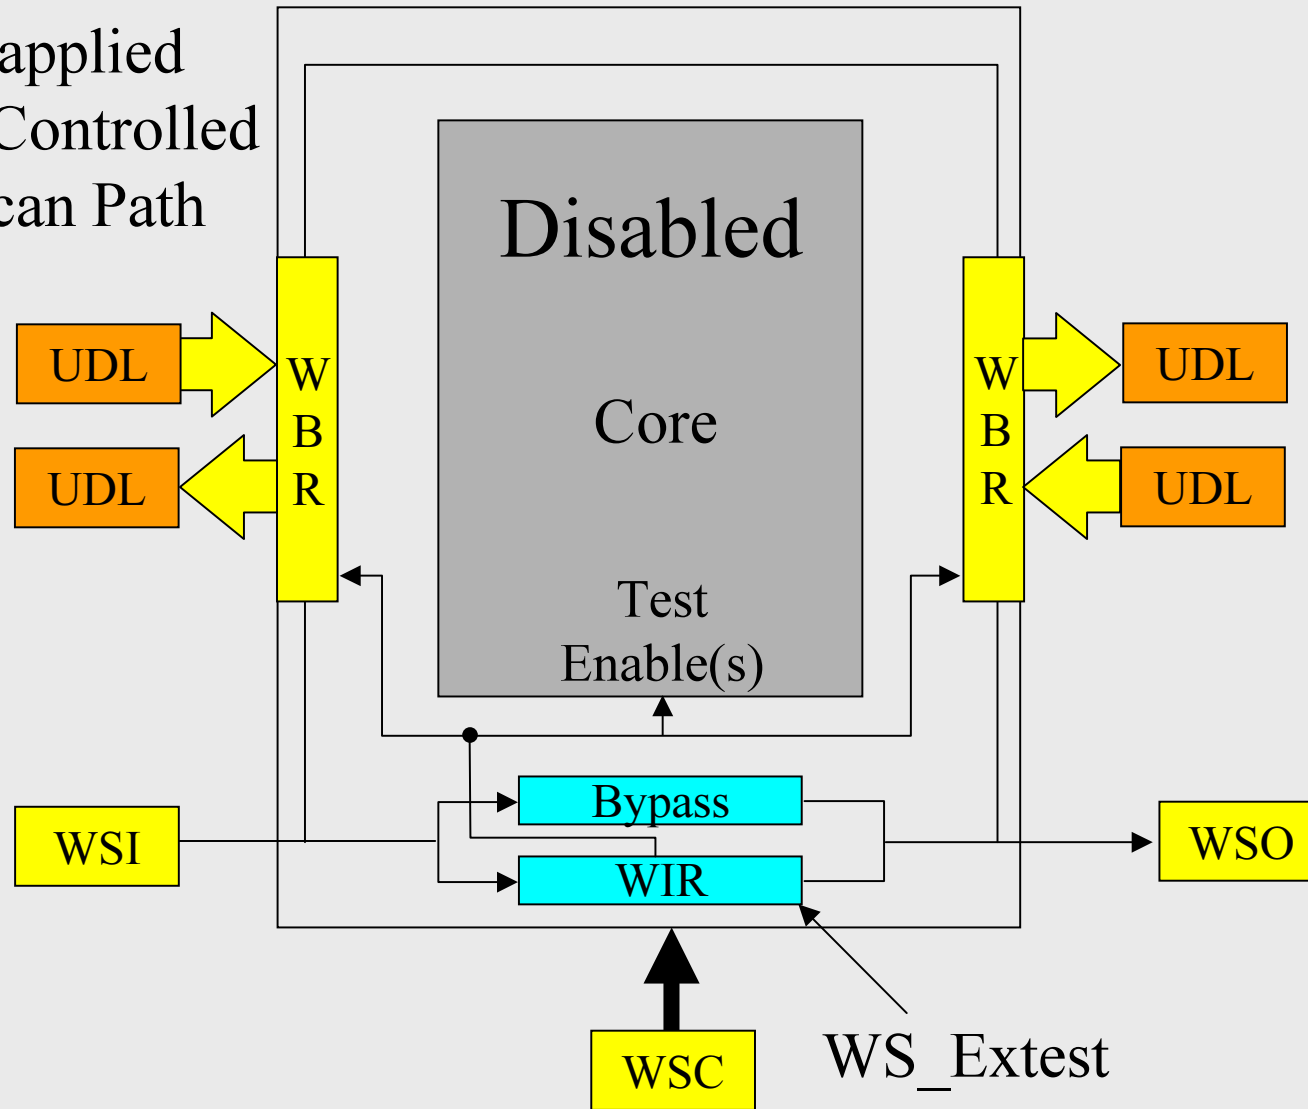 applied
Controlled
can Path
Disabled
Core
Test
Enable(s)
UDL
UDL
W
B
R
W
B
R
UDL
UDL
Bypass
WIR
WSI
WSO
WSC
WS_Extest